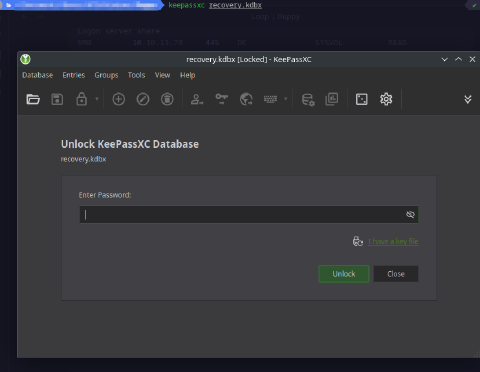 keepassxc recovery.kdbx
recovery.kdbx [Locked] - KeePassXC
Database Entries Groups Tools View Help
Unlock KeePassXC Database
recovery.kdbx
Enter Password:
I have a key file
Unlock Close